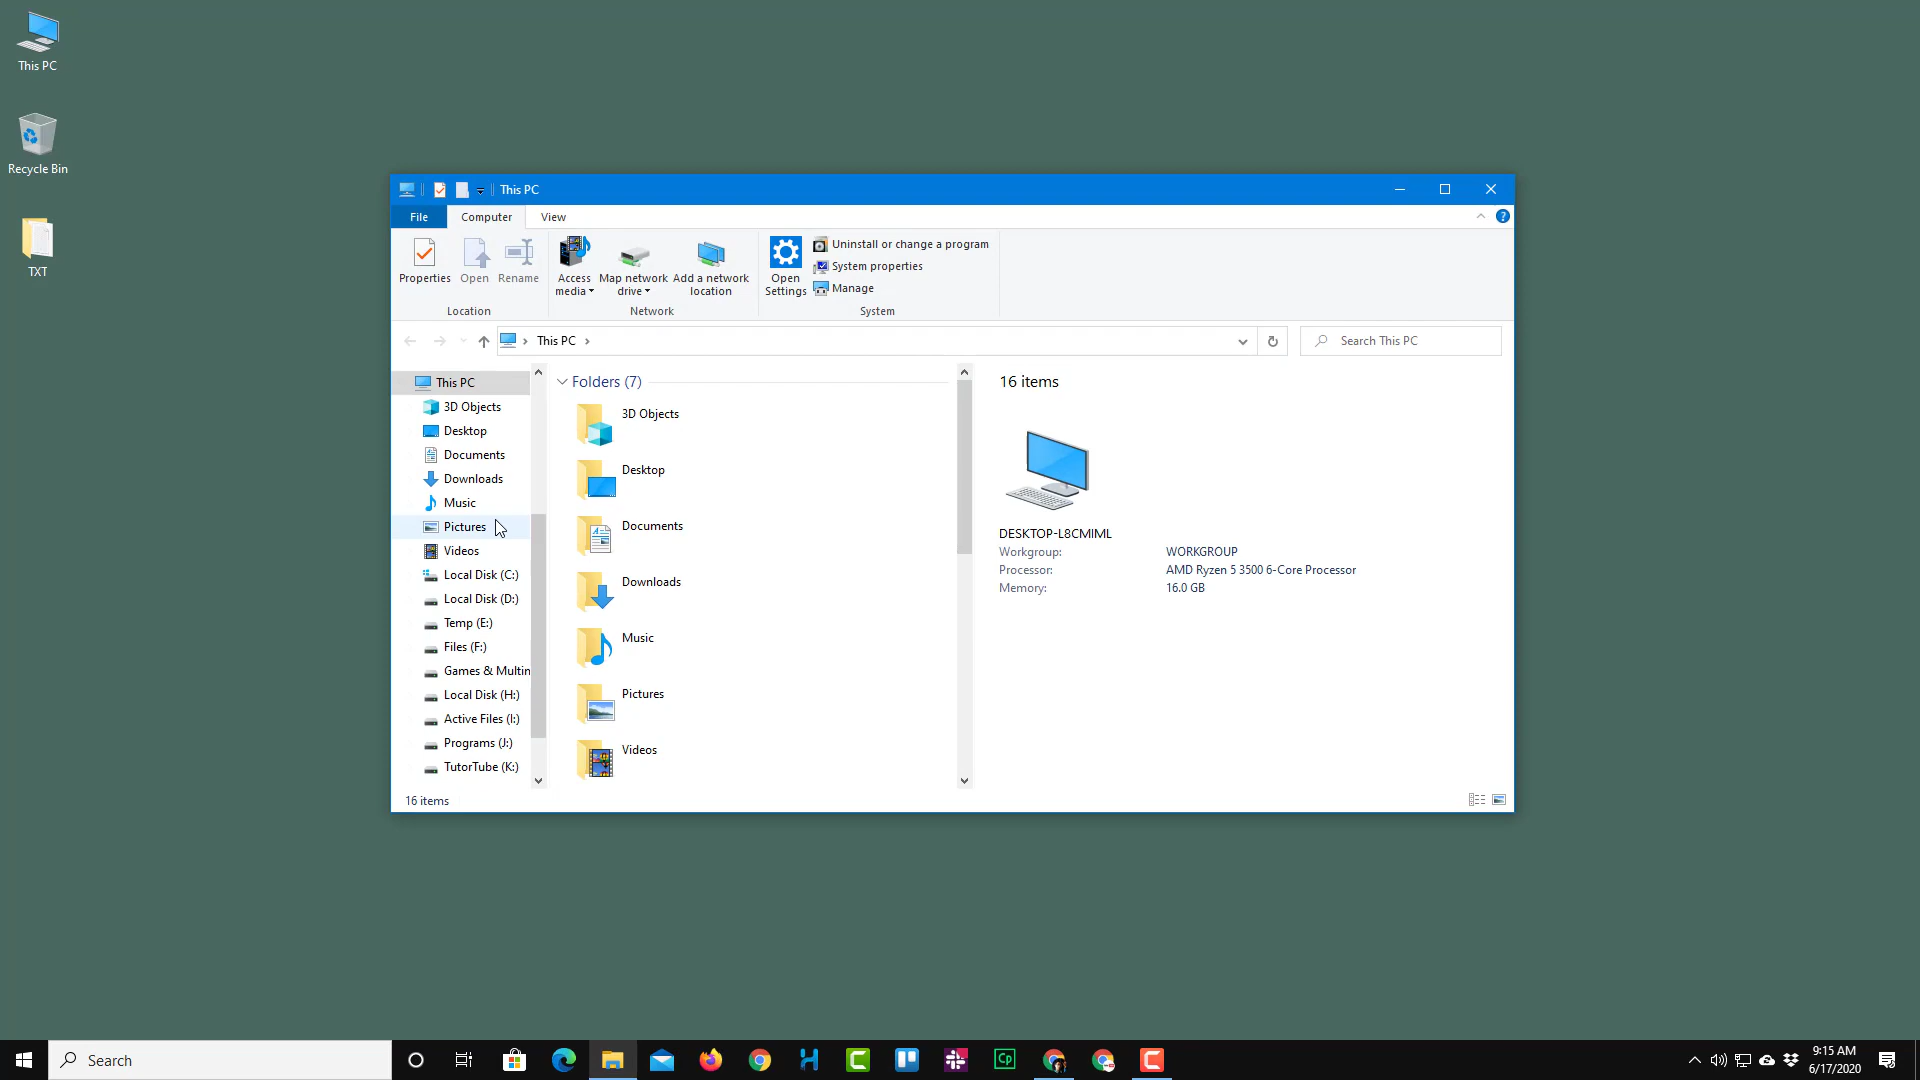 This PC
Recycle Bin
TXT
This PC
File Computer View
Properties Open Rename
Access media
Map network drive
Add a network location
Open Settings
Uninstall or change a program
System properties
Manage
Location Network System
This PC
Search This PC
This PC
3D Objects
Desktop
Documents
Downloads
Music
Pictures
Videos
Local Disk (C:)
Local Disk (D:)
Temp (E:)
Files (F:)
Games & Multin
Local Disk (H:)
Active Files (I:)
Programs (J:)
TutorTube (K:)
Folders (7)
3D Objects
Desktop
Documents
Downloads
Music
Pictures
Videos
16 items
DESKTOP-L8CMIML
Workgroup: WORKGROUP
Processor: AMD Ryzen 5 3500 6-Core Processor
Memory: 16.0 GB
16 items
Search
Cp
9:15 AM
6/17/2020